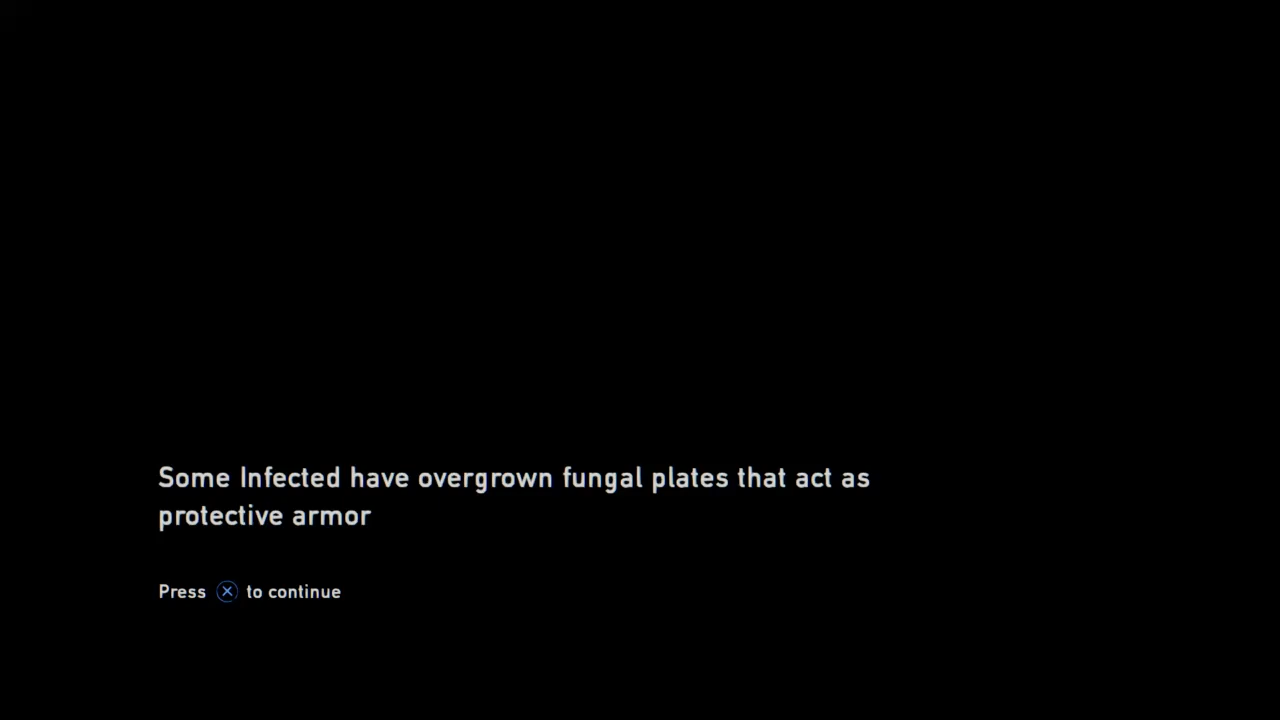 Some Infected have overgrown fungal plates that act as
protective armor
Press ⓧ to continue